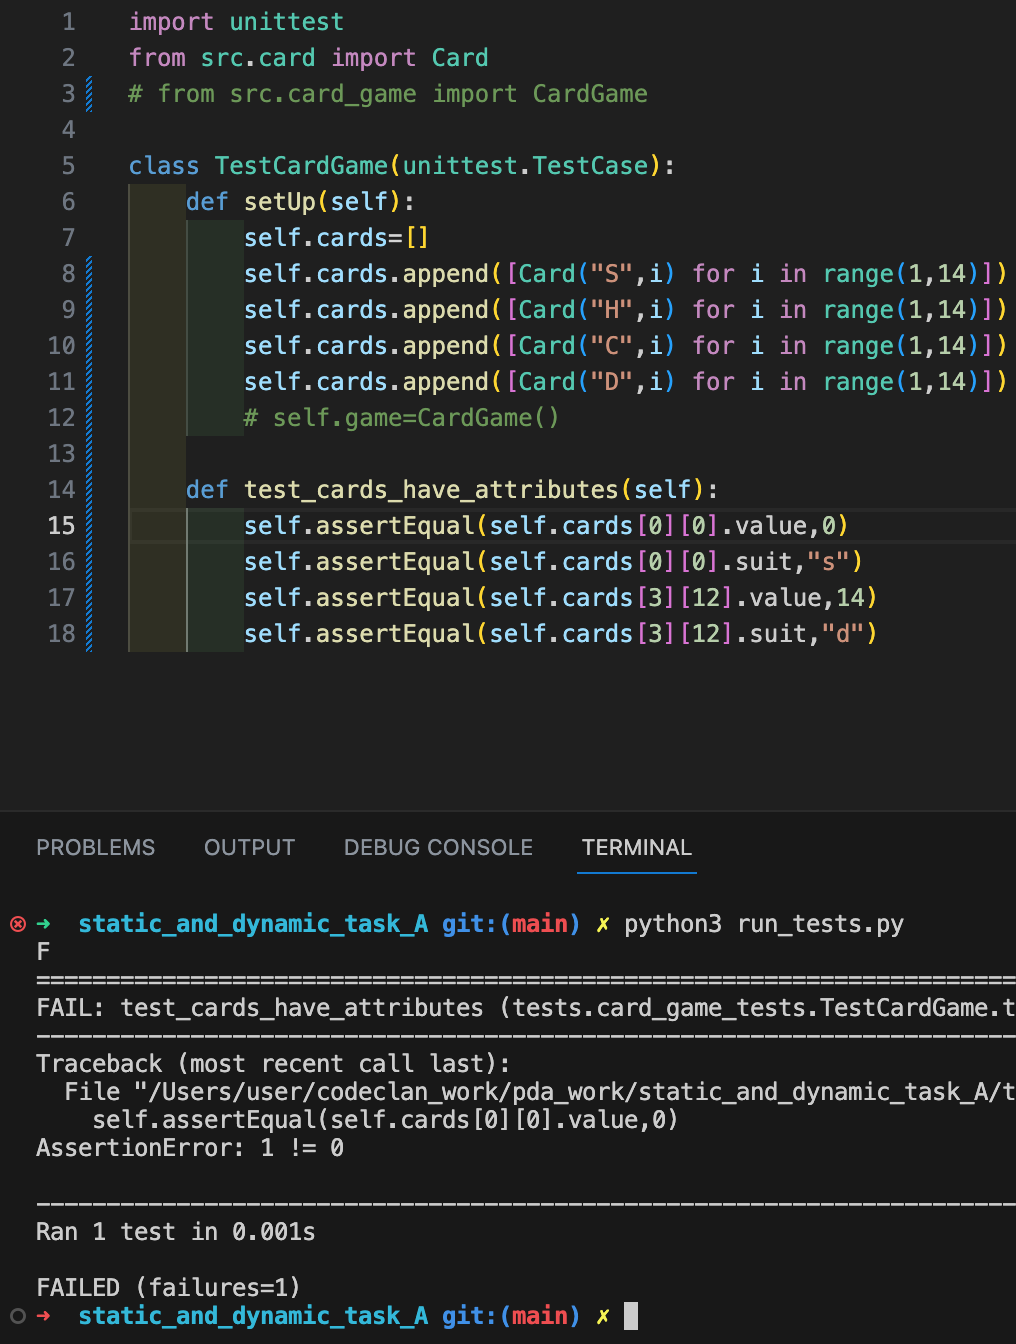 1 import unittest
2 from src.card import Card
3 # from src.card_game import CardGame
4
5 class TestCardGame(unittest.TestCase):
6 def setUp(self):
7 self.cards=[]
8 self.cards.append([Card("S",i) for i in range(1,14)])
9 self.cards.append([Card("H",i) for i in range(1,14)])
10 self.cards.append([Card("C",i) for i in range(1,14)])
11 self.cards.append([Card("D",i) for i in range(1,14)])
12 # self.game=CardGame()
13
14 def test_cards_have_attributes(self):
15 self.assertEqual(self.cards[0][0].value,0)
16 self.assertEqual(self.cards[0][0].suit,"s")
17 self.assertEqual(self.cards[3][12].value,14)
18 self.assertEqual(self.cards[3][12].suit,"d")
PROBLEMS OUTPUT DEBUG CONSOLE TERMINAL
➜ static_and_dynamic_task_A git:(main) ✗ python3 run_tests.py
F
======================================================================
FAIL: test_cards_have_attributes (tests.card_game_tests.TestCardGame.t
----------------------------------------------------------------------
Traceback (most recent call last):
File "/Users/user/codeclan_work/pda_work/static_and_dynamic_task_A/t
self.assertEqual(self.cards[0][0].value,0)
AssertionError: 1 != 0
----------------------------------------------------------------------
Ran 1 test in 0.001s
FAILED (failures=1)
➜ static_and_dynamic_task_A git:(main) ✗